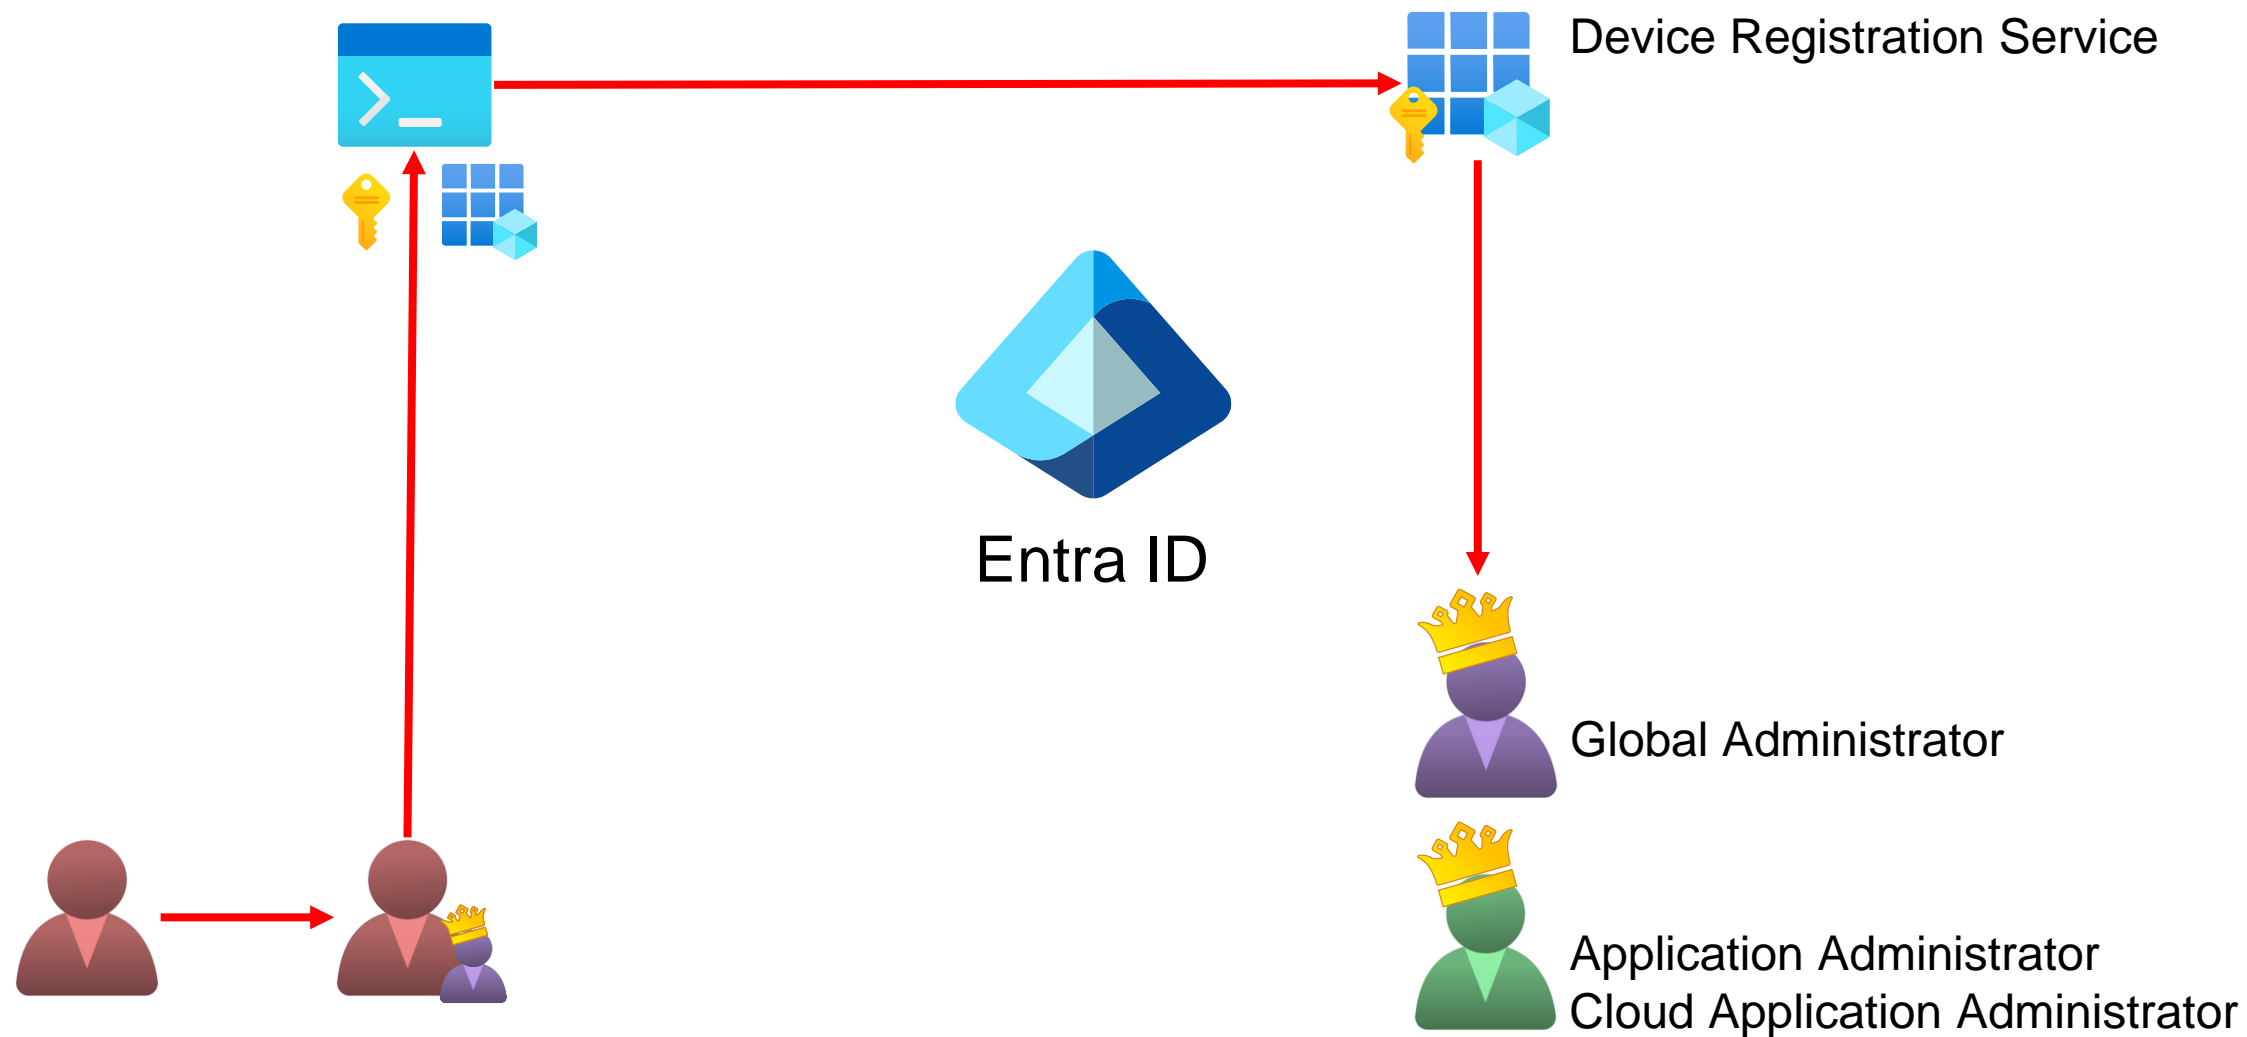 Device Registration Service
Entra ID
Global Administrator
Application Administrator
Cloud Application Administrator